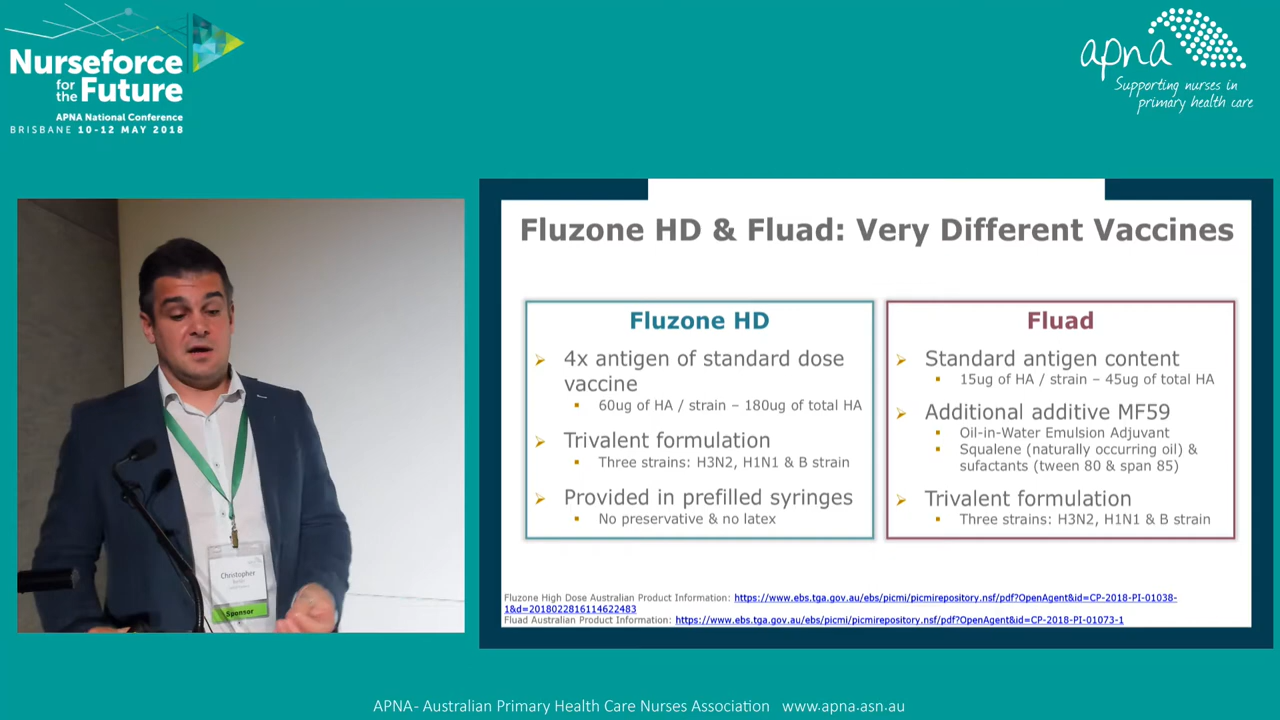 Nurseforce
for the Future
APNA National Conference
BRISBANE 10-12 MAY 2018
apna
Supporting nurses in
primary health care
Christopher
Sponsor
Fluzone HD & Fluad: Very Different Vaccines
Fluzone HD
4x antigen of standard dose
vaccine
60ug of HA / strain – 180ug of total HA
Trivalent formulation
Three strains: H3N2, H1N1 & B strain
Provided in prefilled syringes
No preservative & no latex
Fluad
Standard antigen content
15ug of HA / strain – 45ug of total HA
Additional additive MF59
Oil-in-Water Emulsion Adjuvant
Squalene (naturally occurring oil) &
sufactants (tween 80 & span 85)
Trivalent formulation
Three strains: H3N2, H1N1 & B strain
Fluzone High Dose Australian Product Information: https://www.ebs.tga.gov.au/ebs/picmi/picmirepository.nsf/pdf?OpenAgent&id=CP-2018-PI-01038-
1&d=2018022816114622483
Fluad Australian Product Information: https://www.ebs.tga.gov.au/ebs/picmi/picmirepository.nsf/pdf?OpenAgent&id=CP-2018-PI-01073-1
APNA- Australian Primary Health Care Nurses Association www.apna.asn.au